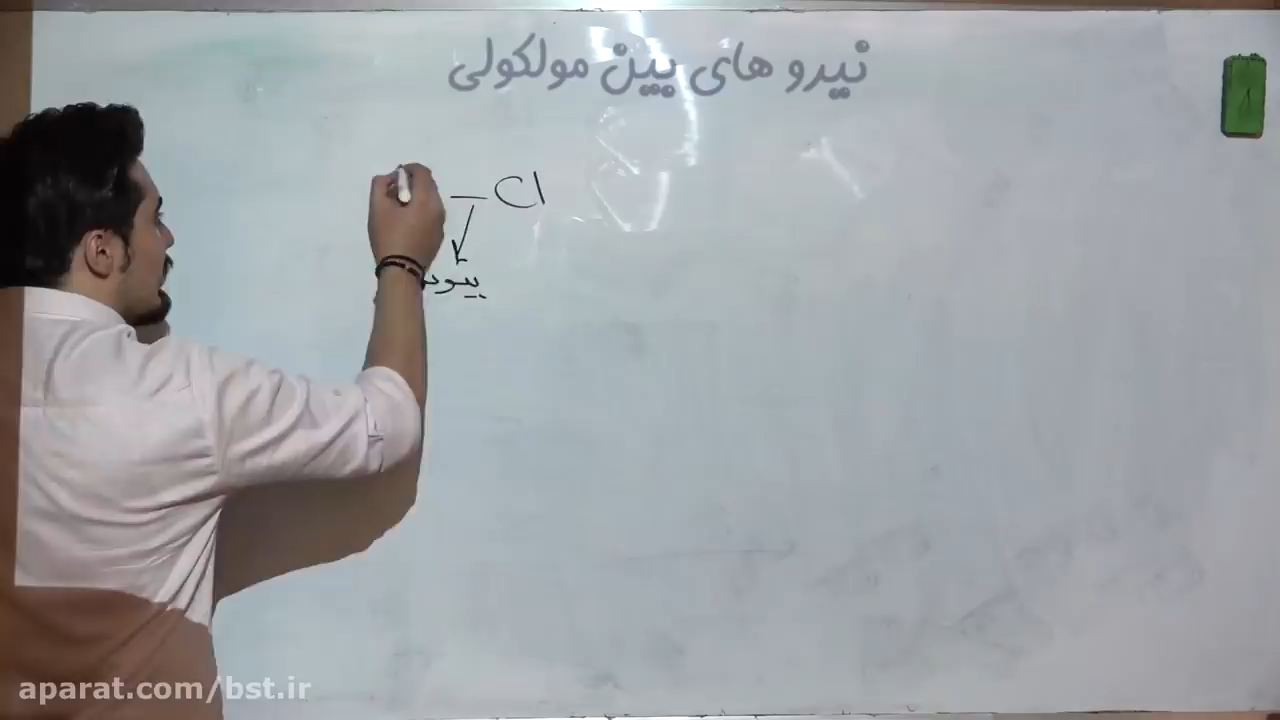 نیرو های بین مولکولی
— Cl
aparat.com/bst.ir